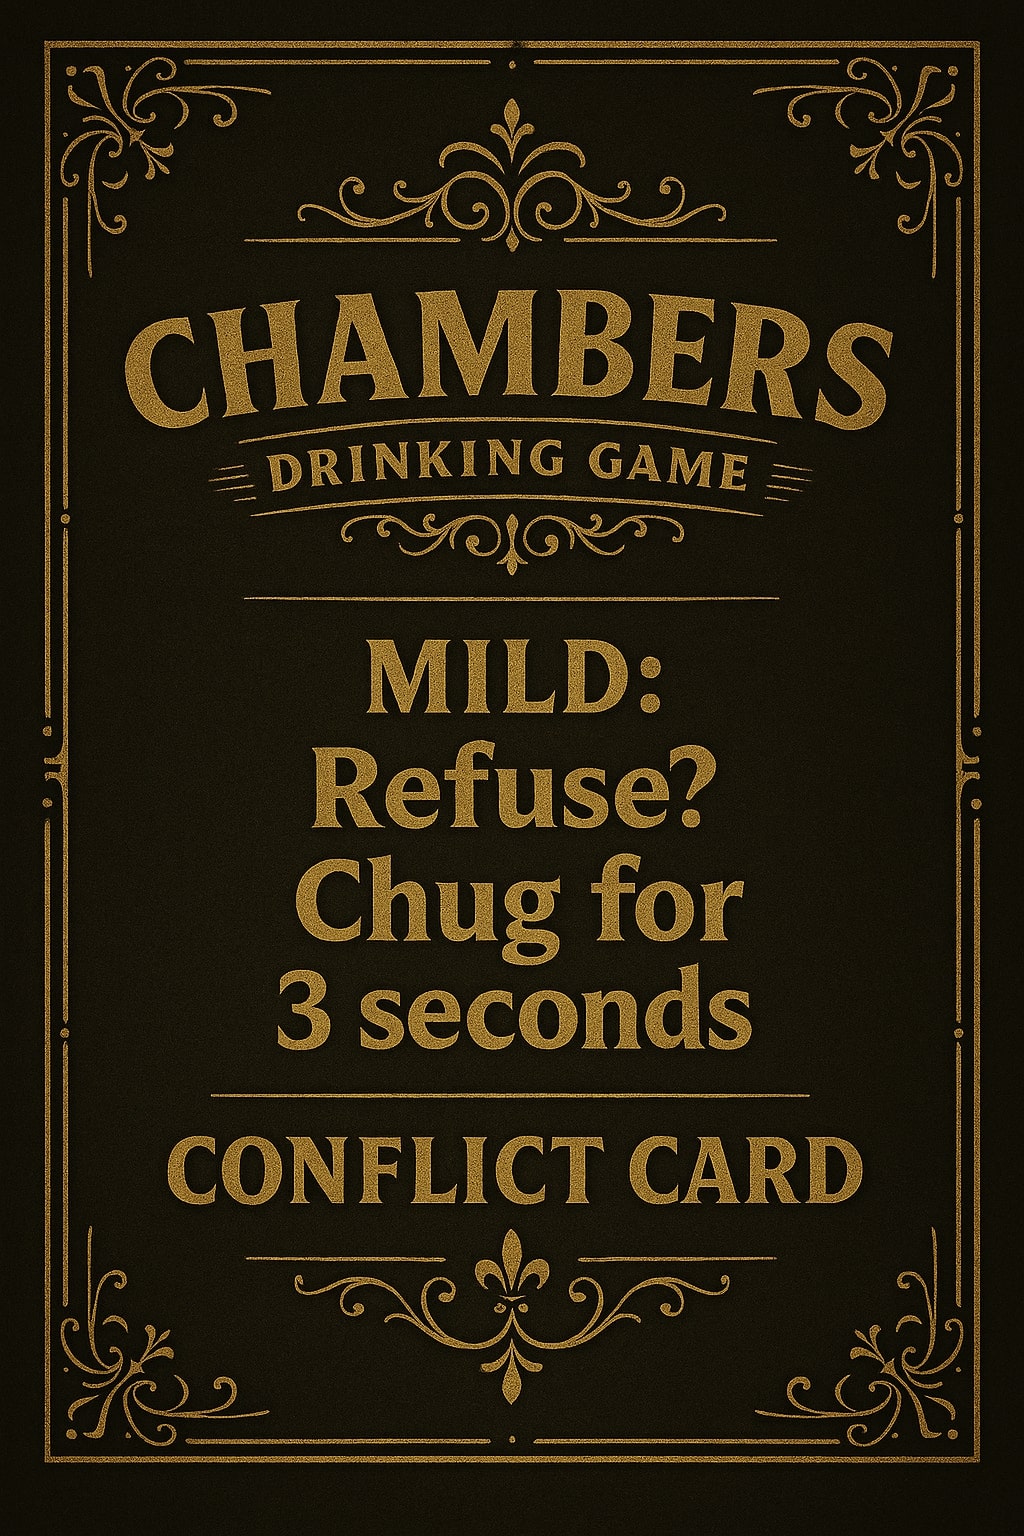 CHAMBERS
DRINKING GAME
MILD:
Refuse?
Chug for
3 seconds
CONFLICT CARD